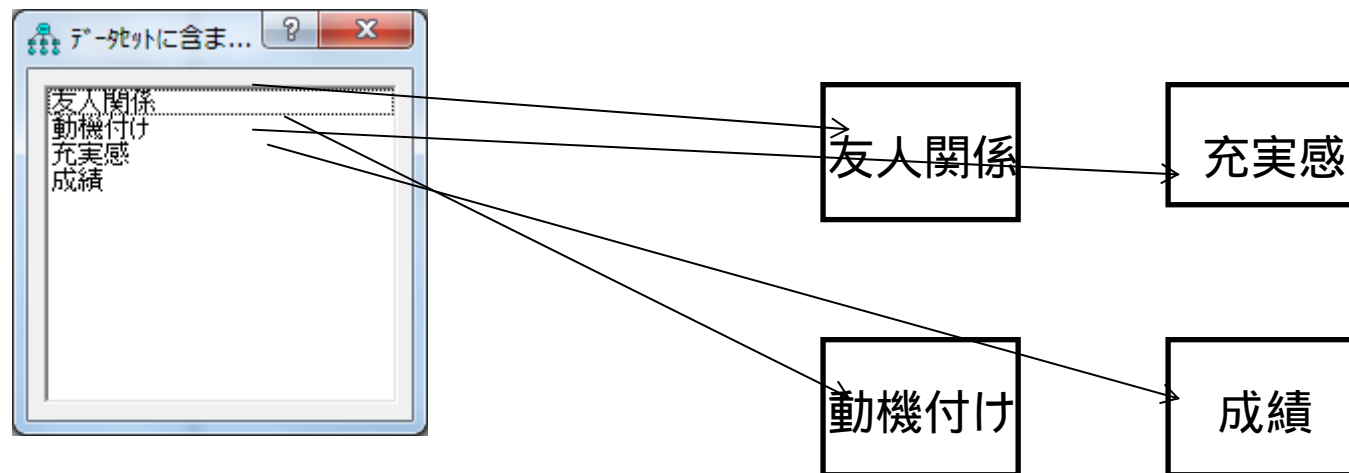 ﾃﾞｰﾀｾｯﾄに含ま...
友人関係
動機付け
充実感
成績
友人関係
充実感
動機付け
成績